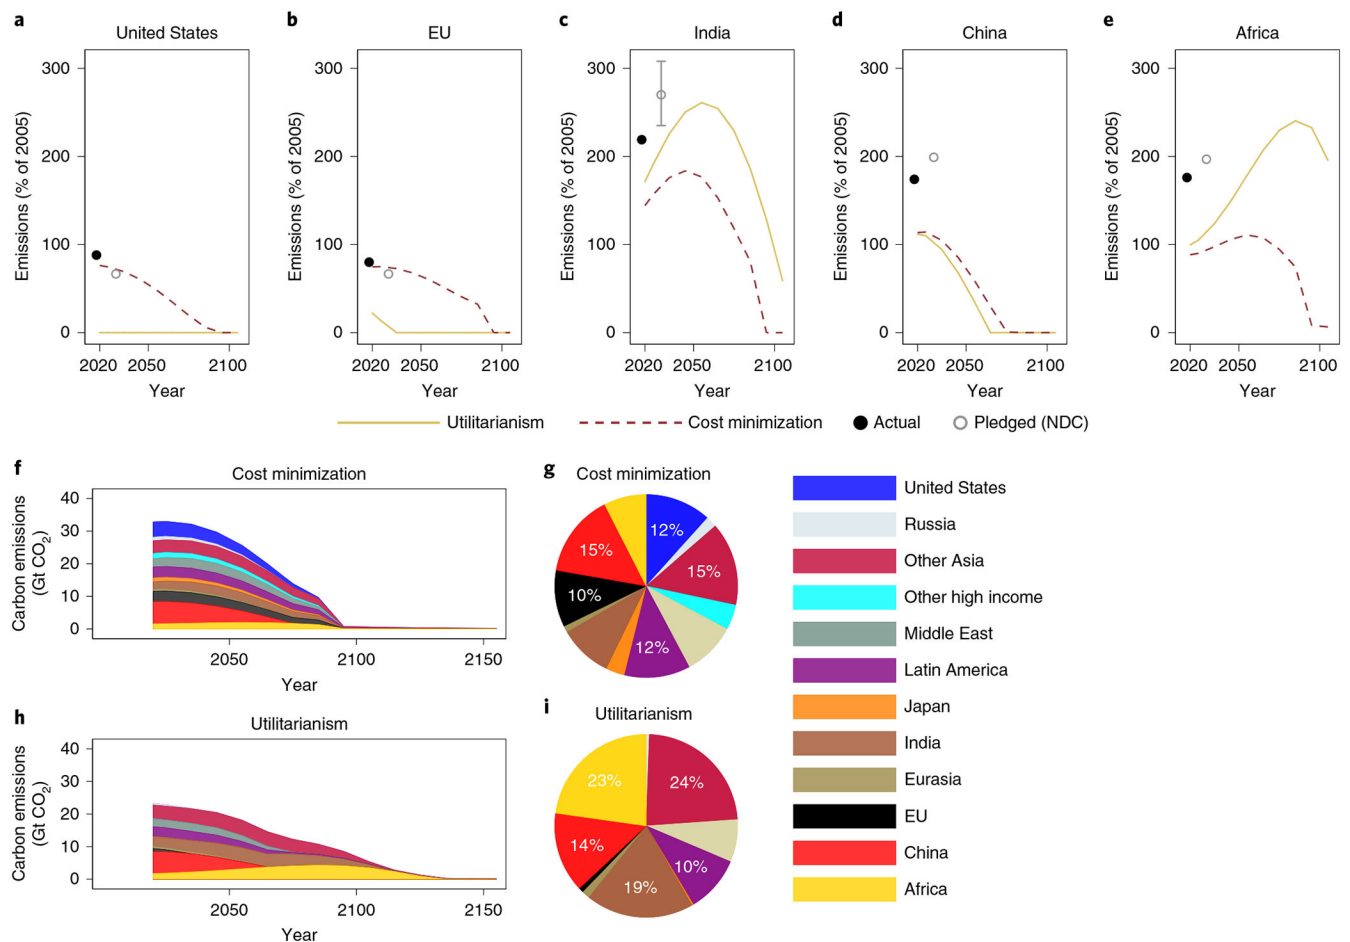 a
United States
Emissions (% of 2005)
300
200
100
0
2020 2050 2100
Year
b
EU
Emissions (% of 2005)
300
200
100
0
2020 2050 2100
Year
c
India
Emissions (% of 2005)
300
200
100
0
2020 2050 2100
Year
d
China
Emissions (% of 2005)
300
200
100
0
2020 2050 2100
Year
e
Africa
Emissions (% of 2005)
300
200
100
0
2020 2050 2100
Year
Utilitarianism Cost minimization Actual Pledged (NDC)
f
Cost minimization
Carbon emissions
(Gt CO2)
40
30
20
10
0
2050 2100 2150
Year
g
Cost minimization
12%
15%
12%
10%
15%
United States
Russia
Other Asia
Other high income
Middle East
Latin America
Japan
India
Eurasia
EU
China
Africa
h
Utilitarianism
Carbon emissions
(Gt CO2)
40
30
20
10
0
2050 2100 2150
Year
i
Utilitarianism
24%
10%
19%
14%
23%